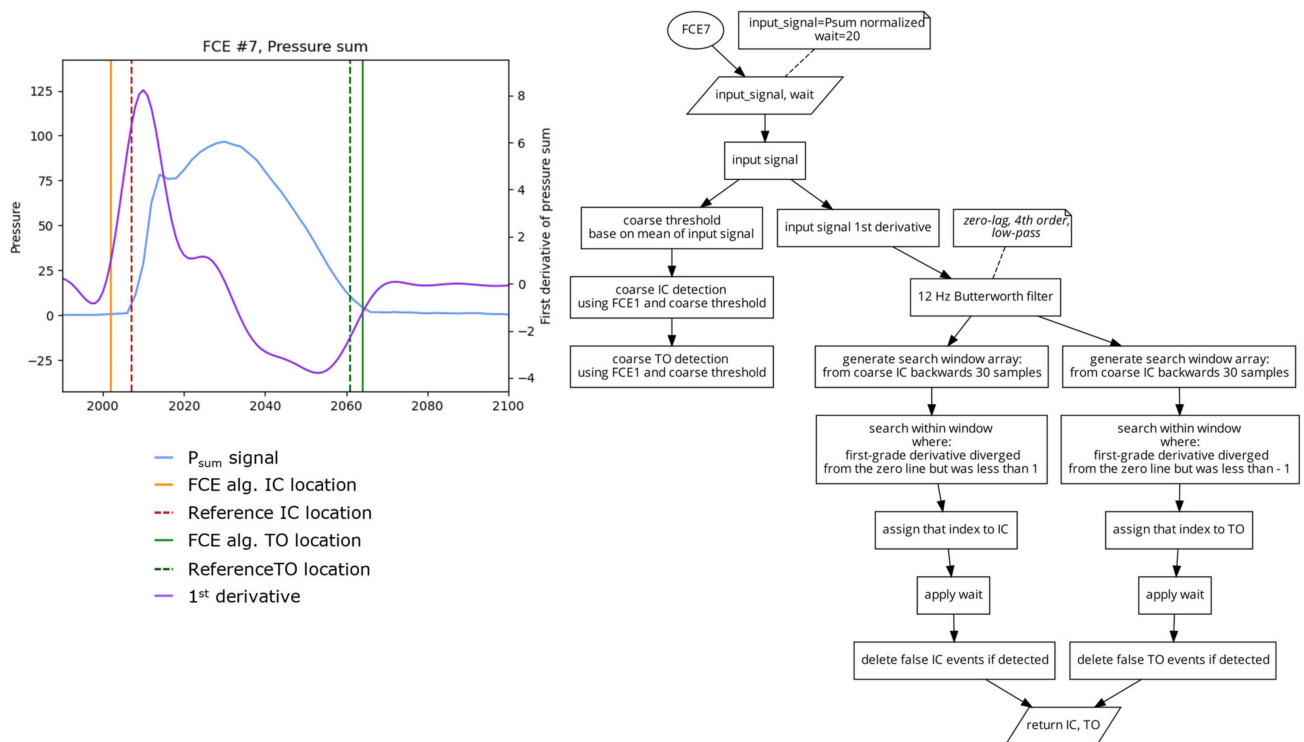 FCE #7, Pressure sum
Pressure
125
100
75
50
25
0
−25
8
6
4
2
0
−2
−4
First derivative of pressure sum
2000
2020
2040
2060
2080
2100
Psum signal
FCE alg. IC location
Reference IC location
FCE alg. TO location
ReferenceTO location
1st derivative
FCE7
input_signal=Psum normalized
wait=20
input_signal, wait
input signal
coarse threshold
base on mean of input signal
input signal 1st derivative
zero-lag, 4th order,
low-pass
coarse IC detection
using FCE1 and coarse threshold
12 Hz Butterworth filter
coarse TO detection
using FCE1 and coarse threshold
generate search window array:
from coarse IC backwards 30 samples
generate search window array:
from coarse IC backwards 30 samples
search within window
where:
first-grade derivative diverged
from the zero line but was less than 1
search within window
where:
first-grade derivative diverged
from the zero line but was less than - 1
assign that index to IC
assign that index to TO
apply wait
apply wait
delete false IC events if detected
delete false TO events if detected
return IC, TO